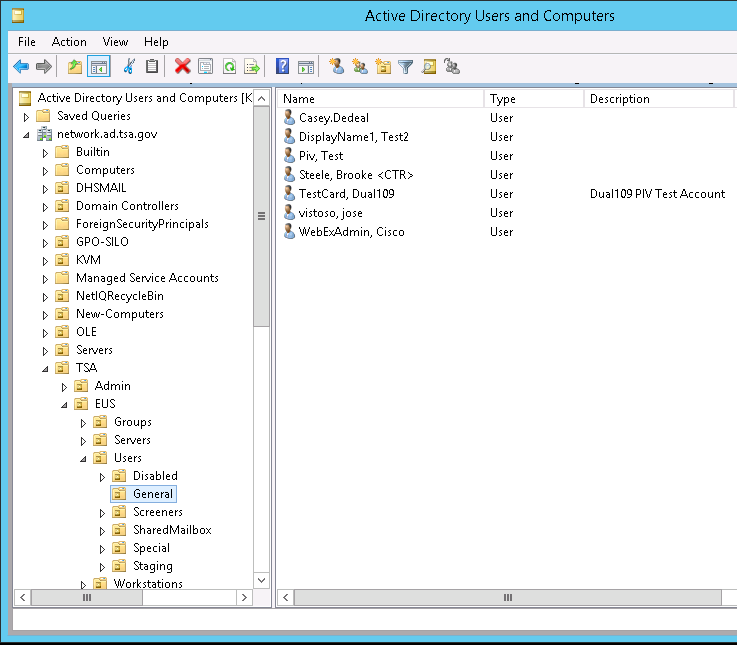 Active Directory Users and Computers
File Action View Help
Active Directory Users and Computers [K
Saved Queries
network.ad.tsa.gov
Builtin
Computers
DHSMAIL
Domain Controllers
ForeignSecurityPrincipals
GPO-SILO
KVM
Managed Service Accounts
NetIQRecycleBin
New-Computers
OLE
Servers
TSA
Admin
EUS
Groups
Servers
Users
Disabled
General
Screeners
SharedMailbox
Special
Staging
Workstations
Name Type Description
Casey.Dedeal User
DisplayName1, Test2 User
Piv, Test User
Steele, Brooke <CTR> User
TestCard, Dual109 User Dual109 PIV Test Account
vistoso, jose User
WebExAdmin, Cisco User